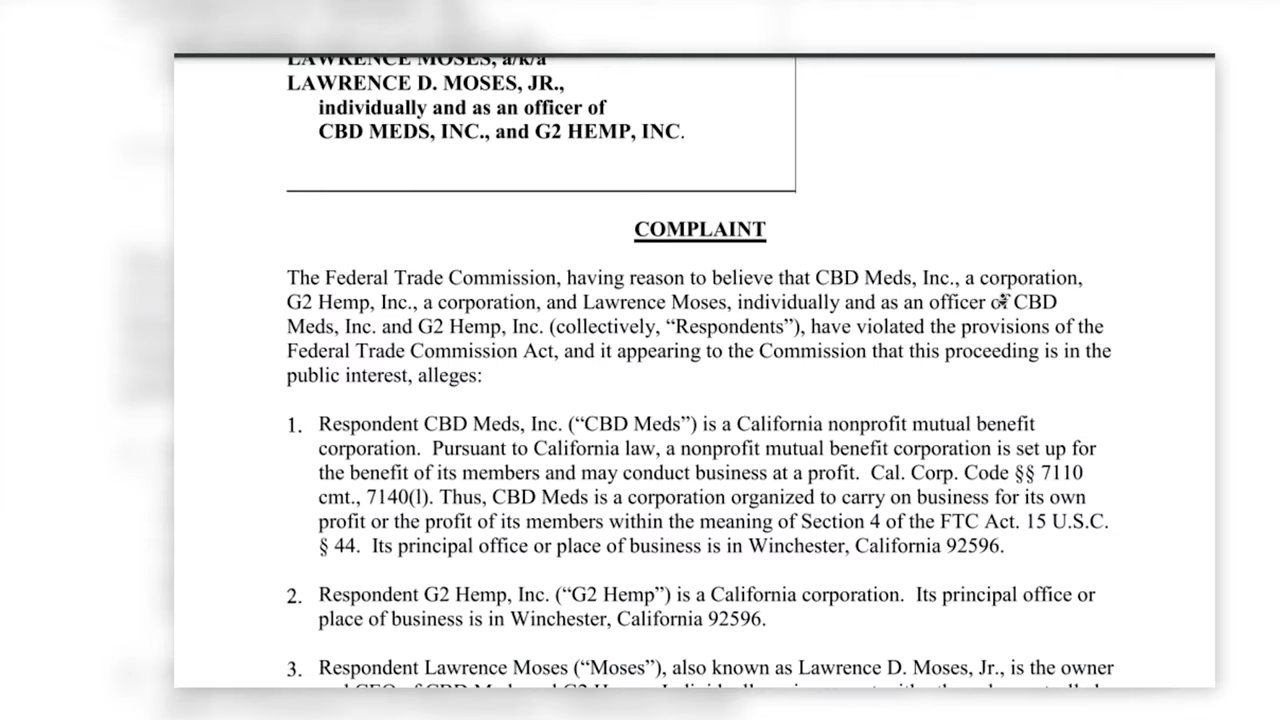 LAWRENCE MOSES, a/k/a
LAWRENCE D. MOSES, JR.,
individually and as an officer of
CBD MEDS, INC., and G2 HEMP, INC.
COMPLAINT
The Federal Trade Commission, having reason to believe that CBD Meds, Inc., a corporation,
G2 Hemp, Inc., a corporation, and Lawrence Moses, individually and as an officer of CBD
Meds, Inc. and G2 Hemp, Inc. (collectively, “Respondents”), have violated the provisions of the
Federal Trade Commission Act, and it appearing to the Commission that this proceeding is in the
public interest, alleges:
1. Respondent CBD Meds, Inc. (“CBD Meds”) is a California nonprofit mutual benefit
corporation. Pursuant to California law, a nonprofit mutual benefit corporation is set up for
the benefit of its members and may conduct business at a profit. Cal. Corp. Code §§ 7110
cmt., 7140(l). Thus, CBD Meds is a corporation organized to carry on business for its own
profit or the profit of its members within the meaning of Section 4 of the FTC Act. 15 U.S.C.
§ 44. Its principal office or place of business is in Winchester, California 92596.
2. Respondent G2 Hemp, Inc. (“G2 Hemp”) is a California corporation. Its principal office or
place of business is in Winchester, California 92596.
3. Respondent Lawrence Moses (“Moses”), also known as Lawrence D. Moses, Jr., is the owner